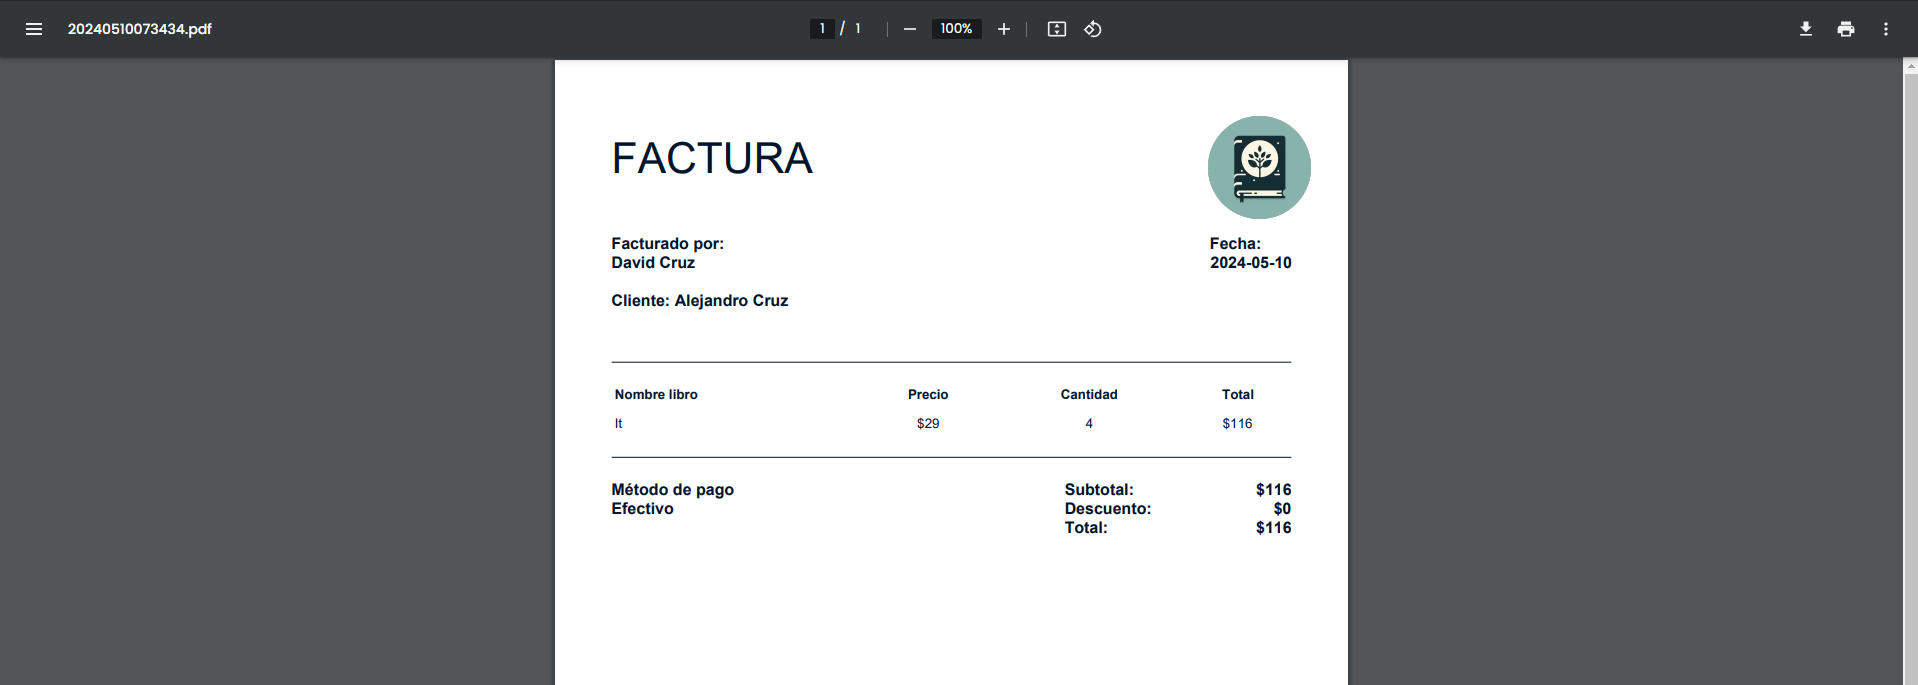 20240510073434.pdf
1 / 1
100%
FACTURA
Facturado por:
David Cruz
Fecha:
2024-05-10
Cliente: Alejandro Cruz
Nombre libro Precio Cantidad Total
It $29 4 $116
Método de pago
Efectivo
Subtotal: $116
Descuento: $0
Total: $116